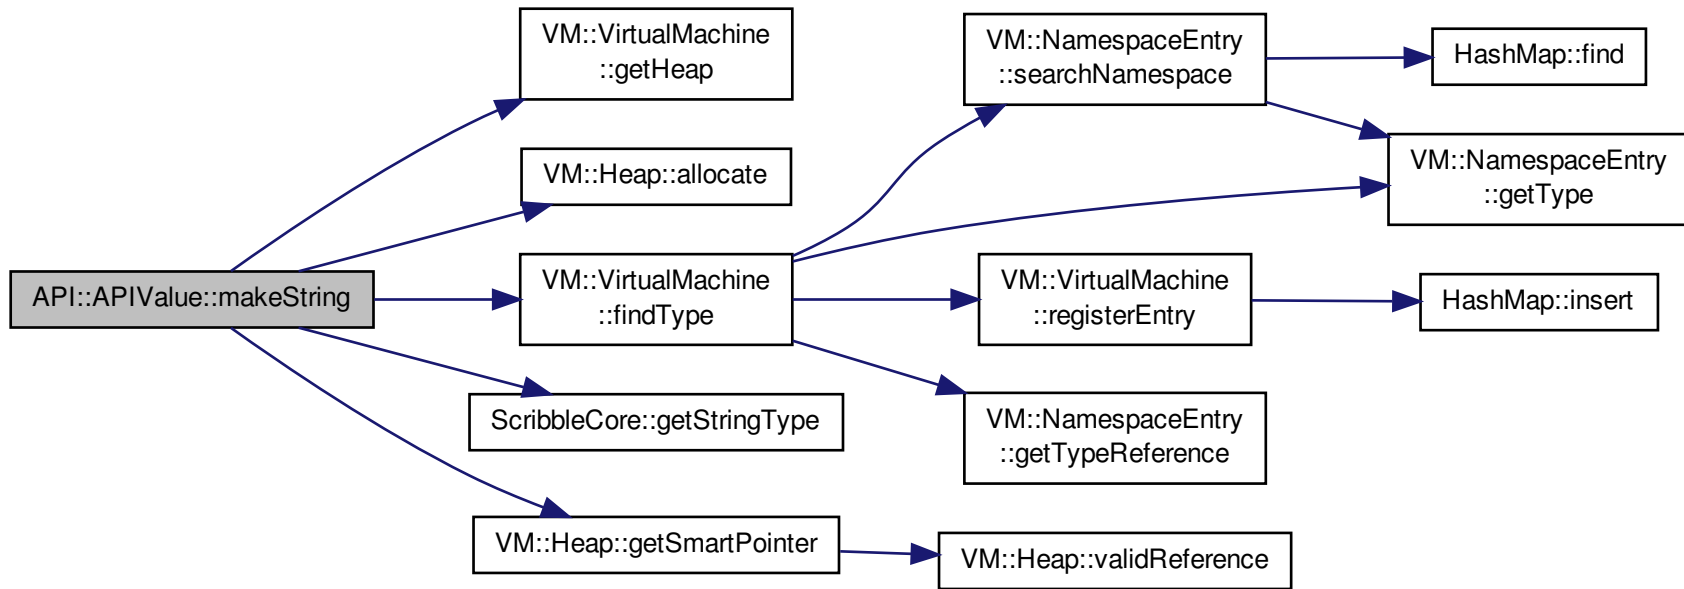 API::APIValue::makeString
VM::VirtualMachine
::getHeap
VM::Heap::allocate
VM::VirtualMachine
::findType
ScribbleCore::getStringType
VM::Heap::getSmartPointer
VM::NamespaceEntry
::searchNamespace
VM::VirtualMachine
::registerEntry
VM::NamespaceEntry
::getTypeReference
VM::Heap::validReference
HashMap::find
VM::NamespaceEntry
::getType
HashMap::insert